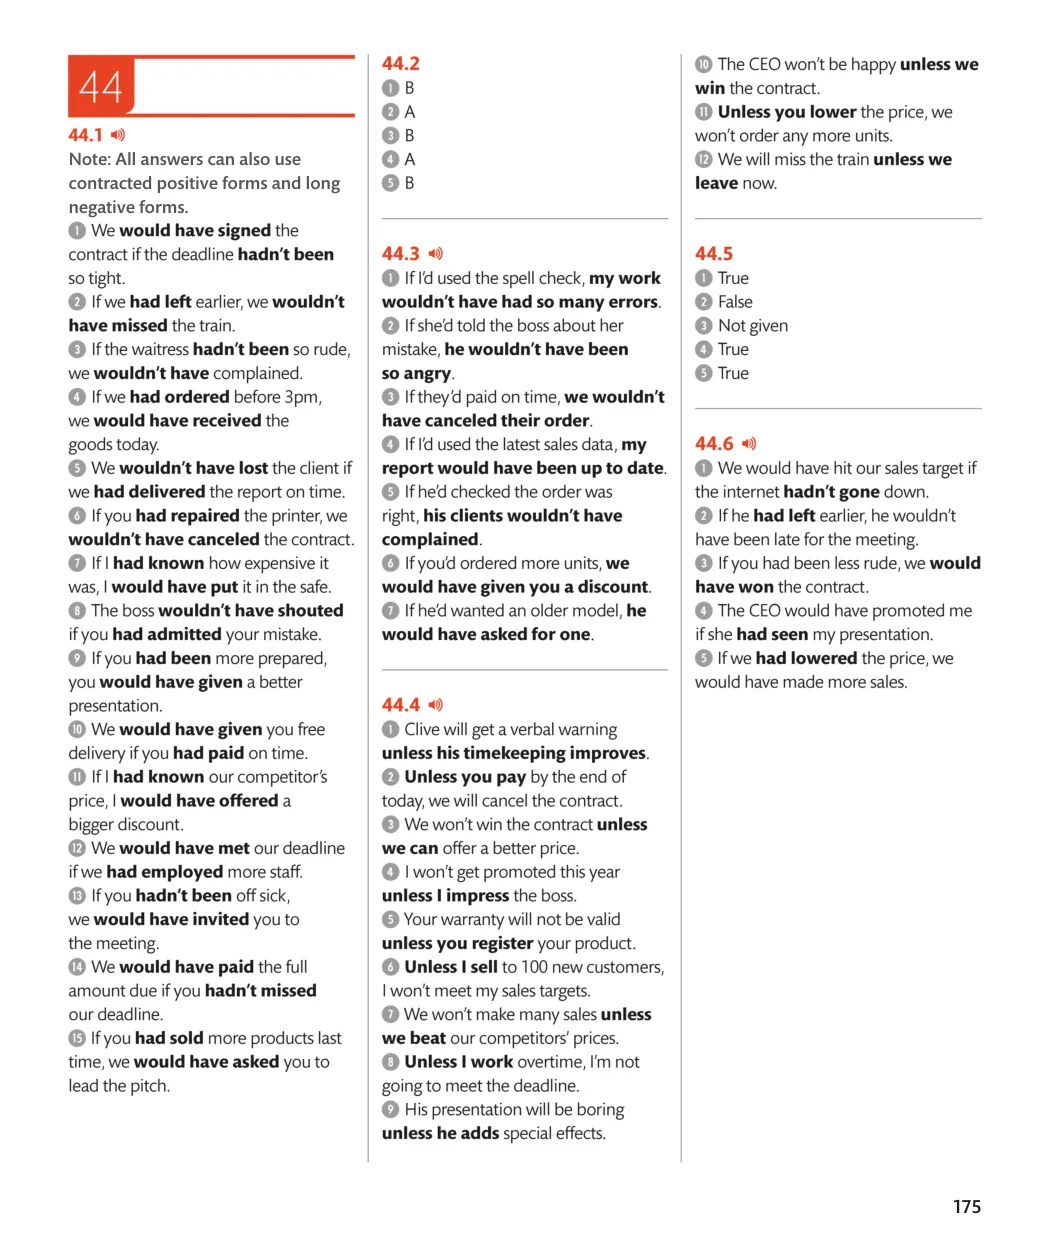 44
44.1
Note: All answers can also use
contracted positive forms and long
negative forms.
1 We would have signed the
contract if the deadline hadn't been
so tight.
2 If we had left earlier, we wouldn't
have missed the train.
3 If the waitress hadn't been so rude,
we wouldn't have complained.
4 If we had ordered before 3pm,
we would have received the
goods today.
5 We wouldn't have lost the client if
we had delivered the report on time.
6 If you had repaired the printer, we
wouldn't have canceled the contract.
7 If I had known how expensive it
was, I would have put it in the safe.
8 The boss wouldn't have shouted
if you had admitted your mistake.
9 If you had been more prepared,
you would have given a better
presentation.
10 We would have given you free
delivery if you had paid on time.
11 If I had known our competitor's
price, I would have offered a
bigger discount.
12 We would have met our deadline
if we had employed more staff.
13 If you hadn't been off sick,
we would have invited you to
the meeting.
14 We would have paid the full
amount due if you hadn't missed
our deadline.
15 If you had sold more products last
time, we would have asked you to
lead the pitch.
44.2
1 B
2 A
3 B
4 A
5 B
44.3
1 If I'd used the spell check, my work
wouldn't have had so many errors.
2 If she'd told the boss about her
mistake, he wouldn't have been
so angry.
3 If they'd paid on time, we wouldn't
have canceled their order.
4 If I'd used the latest sales data, my
report would have been up to date.
5 If he'd checked the order was
right, his clients wouldn't have
complained.
6 If you'd ordered more units, we
would have given you a discount.
7 If he'd wanted an older model, he
would have asked for one.
44.4
1 Clive will get a verbal warning
unless his timekeeping improves.
2 Unless you pay by the end of
today, we will cancel the contract.
3 We won't win the contract unless
we can offer a better price.
4 I won't get promoted this year
unless I impress the boss.
5 Your warranty will not be valid
unless you register your product.
6 Unless I sell to 100 new customers,
I won't meet my sales targets.
7 We won't make many sales unless
we beat our competitors' prices.
8 Unless I work overtime, I'm not
going to meet the deadline.
9 His presentation will be boring
unless he adds special effects.
10 The CEO won't be happy unless we
win the contract.
11 Unless you lower the price, we
won't order any more units.
12 We will miss the train unless we
leave now.
44.5
1 True
2 False
3 Not given
4 True
5 True
44.6
1 We would have hit our sales target if
the internet hadn't gone down.
2 If he had left earlier, he wouldn't
have been late for the meeting.
3 If you had been less rude, we would
have won the contract.
4 The CEO would have promoted me
if she had seen my presentation.
5 If we had lowered the price, we
would have made more sales.
175